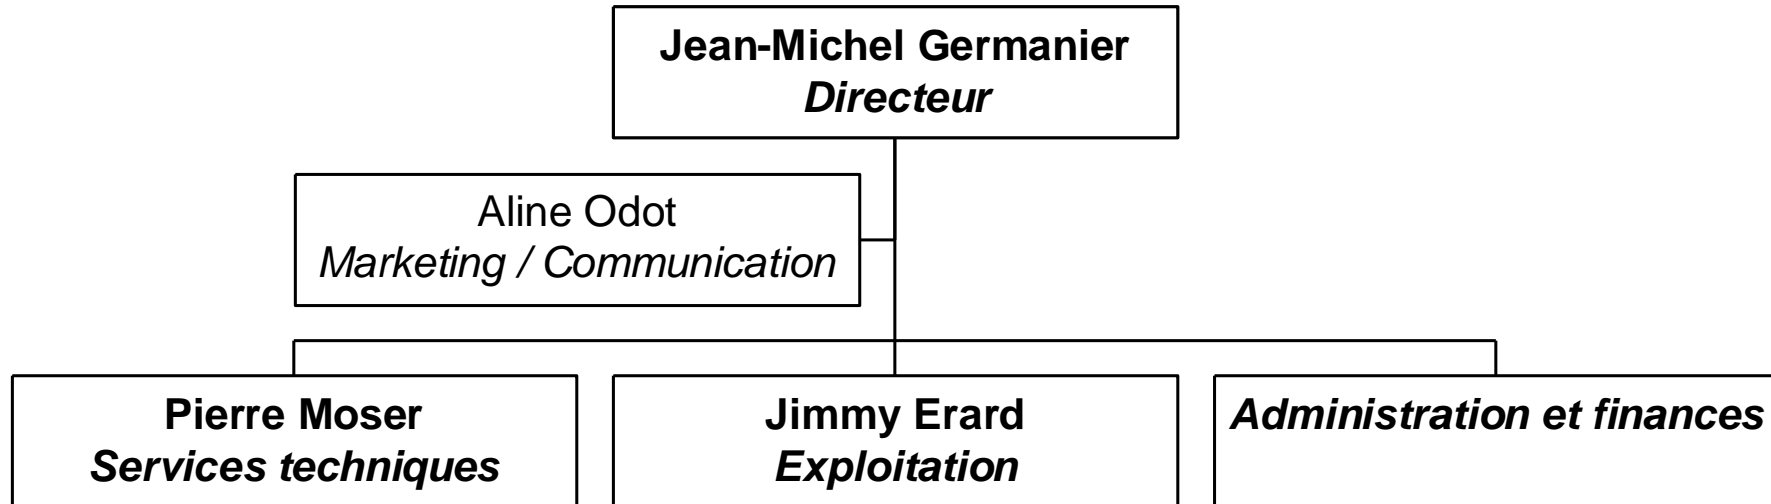 Jean-Michel Germanier
Directeur
Aline Odot
Marketing / Communication
Pierre Moser
Services techniques
Jimmy Erard
Exploitation
Administration et finances